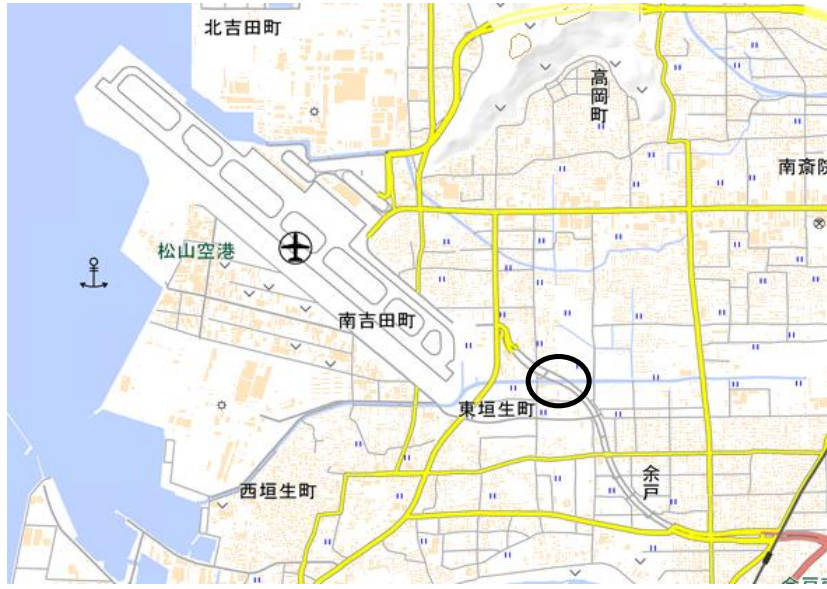 北吉田町
高岡町
南斎院
松山空港
南吉田町
東垣生町
余戸
西垣生町